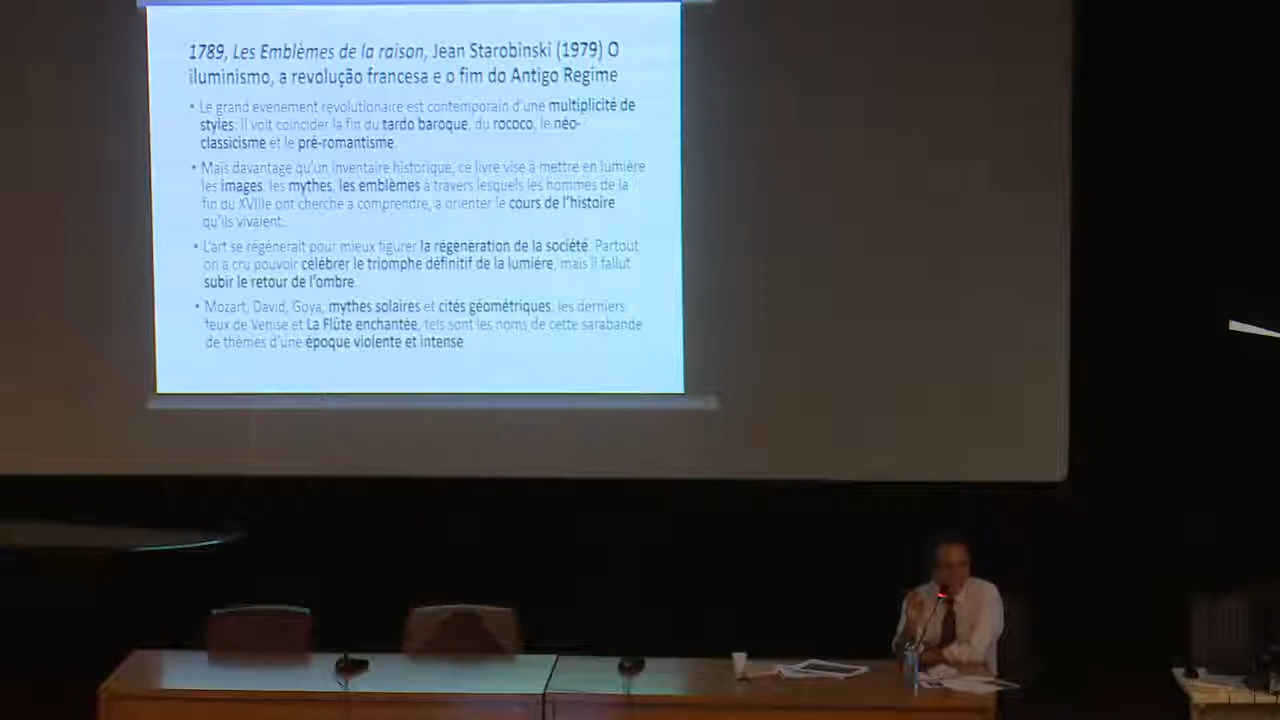 1789, Les Emblèmes de la raison, Jean Starobinski (1979) O
iluminismo, a revolução francesa e o fim do Antigo Regime
• Le grand evenement revolutionaire est contemporain d'une multiplicité de
styles: il voit coincider la fin du tardo baroque, du rococo, le néo-
classicisme et le pré-romantisme.
• Mais davantage qu'un inventaire historique, ce livre vise à mettre en lumière
les images, les mythes, les emblèmes à travers lesquels les hommes de la
fin du XVIIIe ont cherché a comprendre, a orienter le cours de l'histoire
qu'ils vivaient.
• L'art se régénerait pour mieux figurer la régénération de la société. Partout
on a cru pouvoir célébrer le triomphe définitif de la lumière, mais il fallut
subir le retour de l'ombre.
• Mozart, David, Goya, mythes solaires et cités géométriques, les derniers
feux de Venise et La Flûte enchantée, tels sont les noms de cette sarabande
de thèmes d'une époque violente et intense